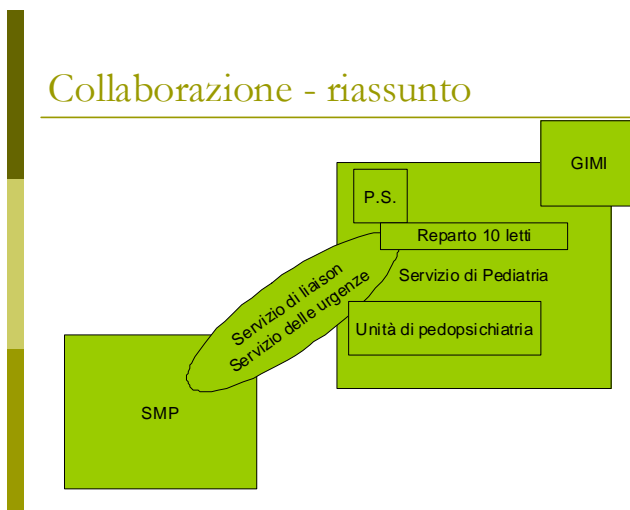 Collaborazione - riassunto
GIMI
P.S.
Reparto 10 letti
Servizio di Pediatria
Servizio di liaison
Servizio delle urgenze
Unità di pedopsichiatria
SMP